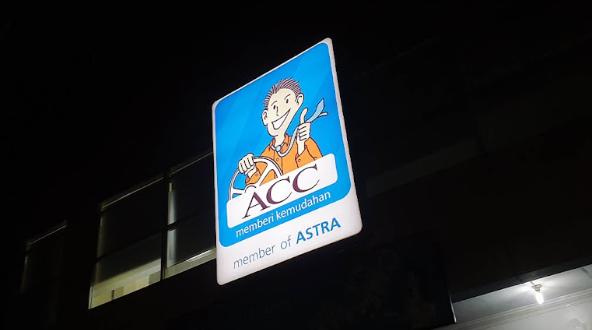 ACC
memberi kemudahan
member of ASTRA